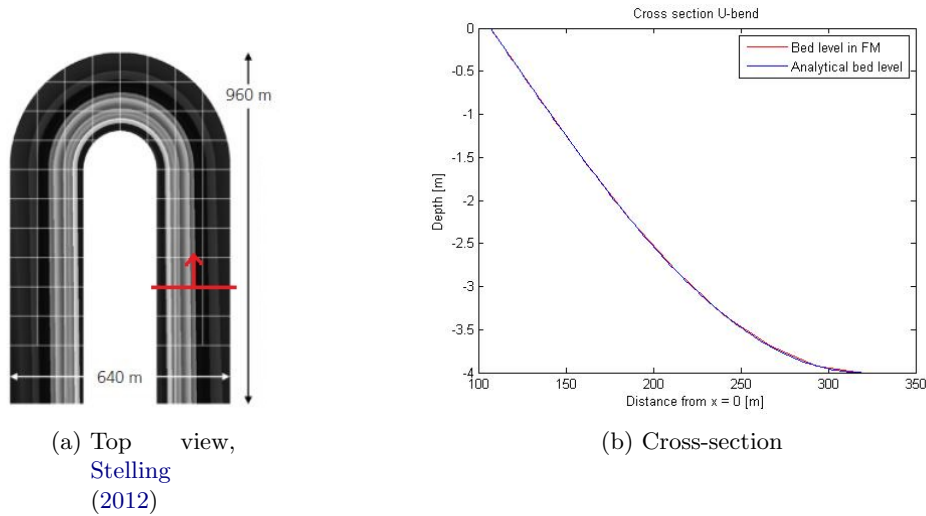 960 m
640 m
(a) Top view,
Stelling
(2012)
Cross section U-bend
Bed level in FM
Analytical bed level
Depth [m]
0
-0.5
-1
-1.5
-2
-2.5
-3
-3.5
-4
100 150 200 250 300 350
Distance from x = 0 [m]
(b) Cross-section